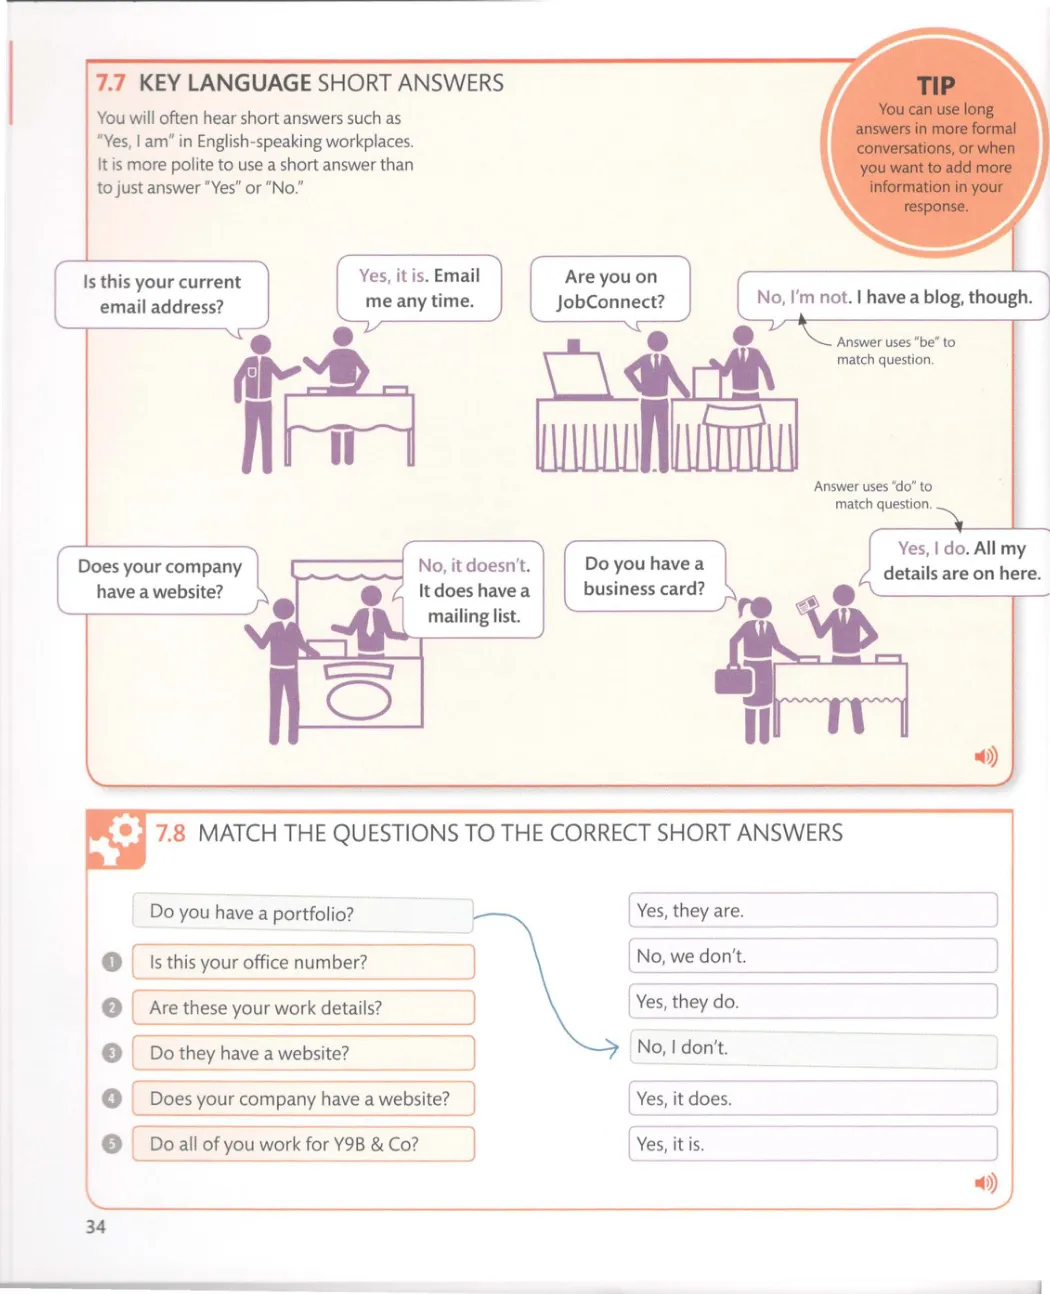 7.7 KEY LANGUAGE SHORT ANSWERS
You will often hear short answers such as
"Yes, I am" in English-speaking workplaces.
It is more polite to use a short answer than
to just answer "Yes" or "No."
TIP
You can use long
answers in more formal
conversations, or when
you want to add more
information in your
response.
Is this your current
email address?
Yes, it is. Email
me any time.
Are you on
JobConnect?
No, I'm not. I have a blog, though.
Answer uses "be" to
match question.
Answer uses "do" to
match question.
Does your company
have a website?
No, it doesn't.
It does have a
mailing list.
Do you have a
business card?
Yes, I do. All my
details are on here.
7.8 MATCH THE QUESTIONS TO THE CORRECT SHORT ANSWERS
Do you have a portfolio?
1 Is this your office number?
2 Are these your work details?
3 Do they have a website?
4 Does your company have a website?
5 Do all of you work for Y9B & Co?
Yes, they are.
No, we don't.
Yes, they do.
No, I don't.
Yes, it does.
Yes, it is.
34